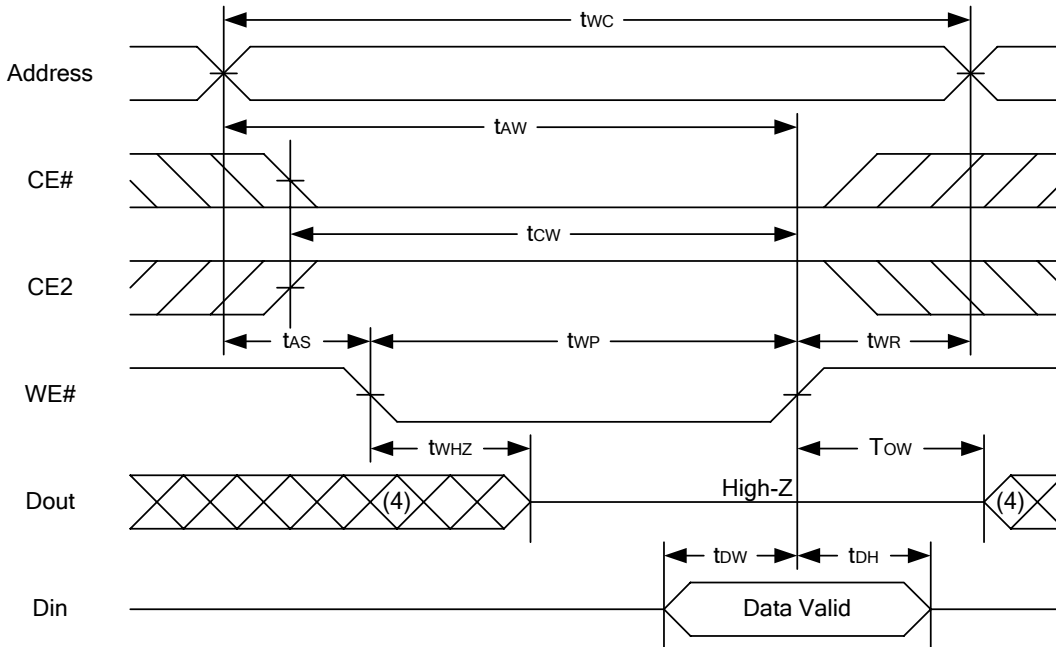 tWC
Address
tAW
CE#
tCW
CE2
tAS tWP tWR
WE#
tWHZ TOW
Dout (4) High-Z (4)
tDW tDH
Din Data Valid